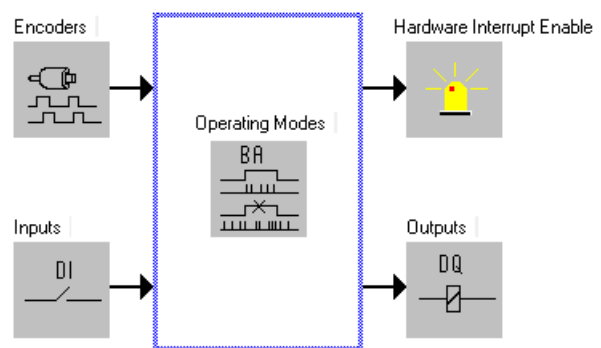 Encoders
Hardware Interrupt Enable
Operating Modes
BA
Inputs
DI
Outputs
DQ